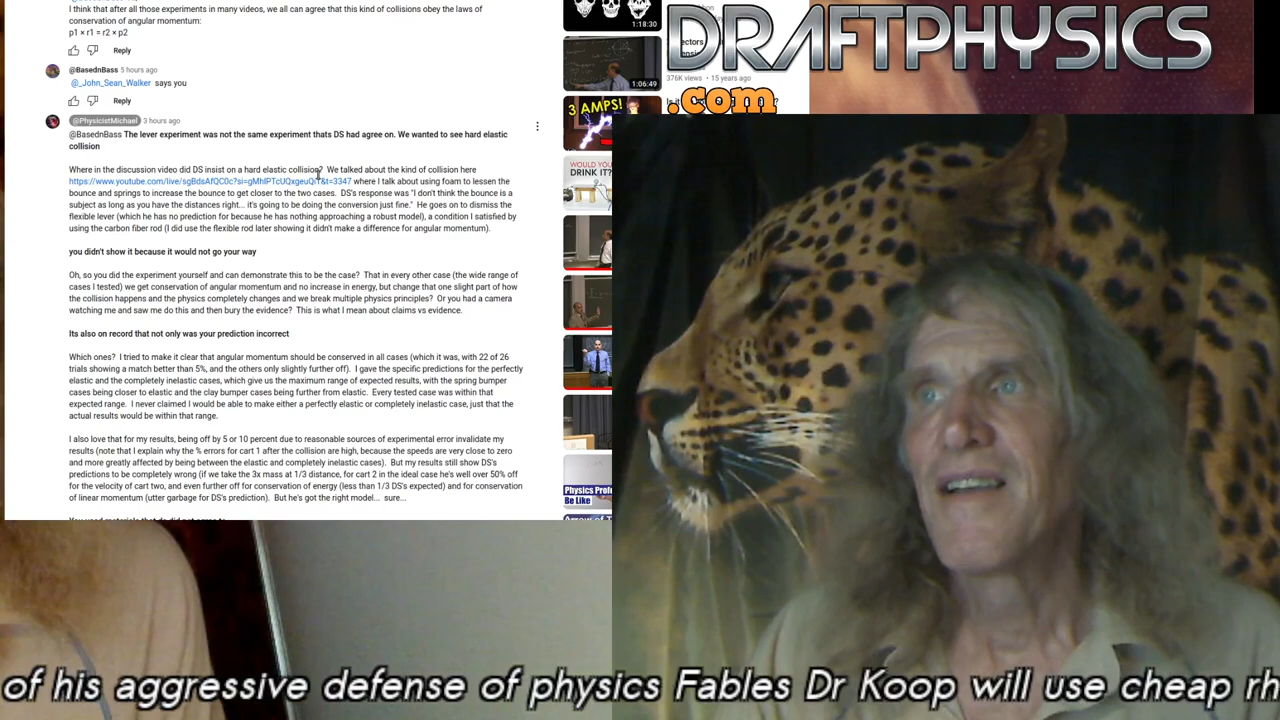 I think that after all those experiments in many videos, we all can agree that this kind of collisions obey the laws of
conservation of angular momentum:
p1 × r1 = r2 × p2
Reply
@BasednBass 5 hours ago
@_John_Sean_Walker says you
Reply
@PhysicistMichael 3 hours ago
@BasednBass The lever experiment was not the same experiment thats DS had agree on. We wanted to see hard elastic
collision
Where in the discussion video did DS insist on a hard elastic collision? We talked about the kind of collision here
where I talk about using foam to lessen the
bounce and springs to increase the bounce to get closer to the two cases. DS's response was "I don't think the bounce is a
subject as long as you have the distances right... it's going to be doing the conversion just fine." He goes on to dismiss the
flexible lever (which he has no prediction for because he has nothing approaching a robust model), a condition I satisfied by
using the carbon fiber rod (I did use the flexible rod later showing it didn't make a difference for angular momentum).
you didn't show it because it would not go your way
Oh, so you did the experiment yourself and can demonstrate this to be the case? That in every other case (the wide range of
cases I tested) we get conservation of angular momentum and no increase in energy, but change that one slight part of how
the collision happens and the physics completely changes and we break multiple physics principles? Or you had a camera
watching me and saw me do this and then bury the evidence? This is what I mean about claims vs evidence.
Its also on record that not only was your prediction incorrect
Which ones? I tried to make it clear that angular momentum should be conserved in all cases (which it was, with 22 of 26
trials showing a match better than 5%, and the others only slightly further off). I gave the specific predictions for the perfectly
elastic and the completely inelastic cases, which give us the maximum range of expected results, with the spring bumper
cases being closer to elastic and the clay bumper cases being further from elastic. Every tested case was within that
expected range. I never claimed I would be able to make either a perfectly elastic or completely inelastic case, just that the
actual results would be within that range.
I also love that for my results, being off by 5 or 10 percent due to reasonable sources of experimental error invalidate my
results (note that I explain why the % errors for cart 1 after the collision are high, because the speeds are very close to zero
and more greatly affected by being between the elastic and completely inelastic cases). But my results still show DS's
predictions to be completely wrong (if we take the 3x mass at 1/3 distance, for cart 2 in the ideal case he's well over 50% off
for the velocity of cart two, and even further off for conservation of energy (less than 1/3 DS's expected) and for conservation
of linear momentum (utter garbage for DS's prediction). But he's got the right model... sure...
1:18:30
1:06:49
376K views • 15 years ago
3 AMPS!
WOULD YOU
DRINK IT?
Physics Profe
Be Like
DRAFTPHYSICS
.com
of his aggressive defense of physics Fables Dr Koop will use cheap rh